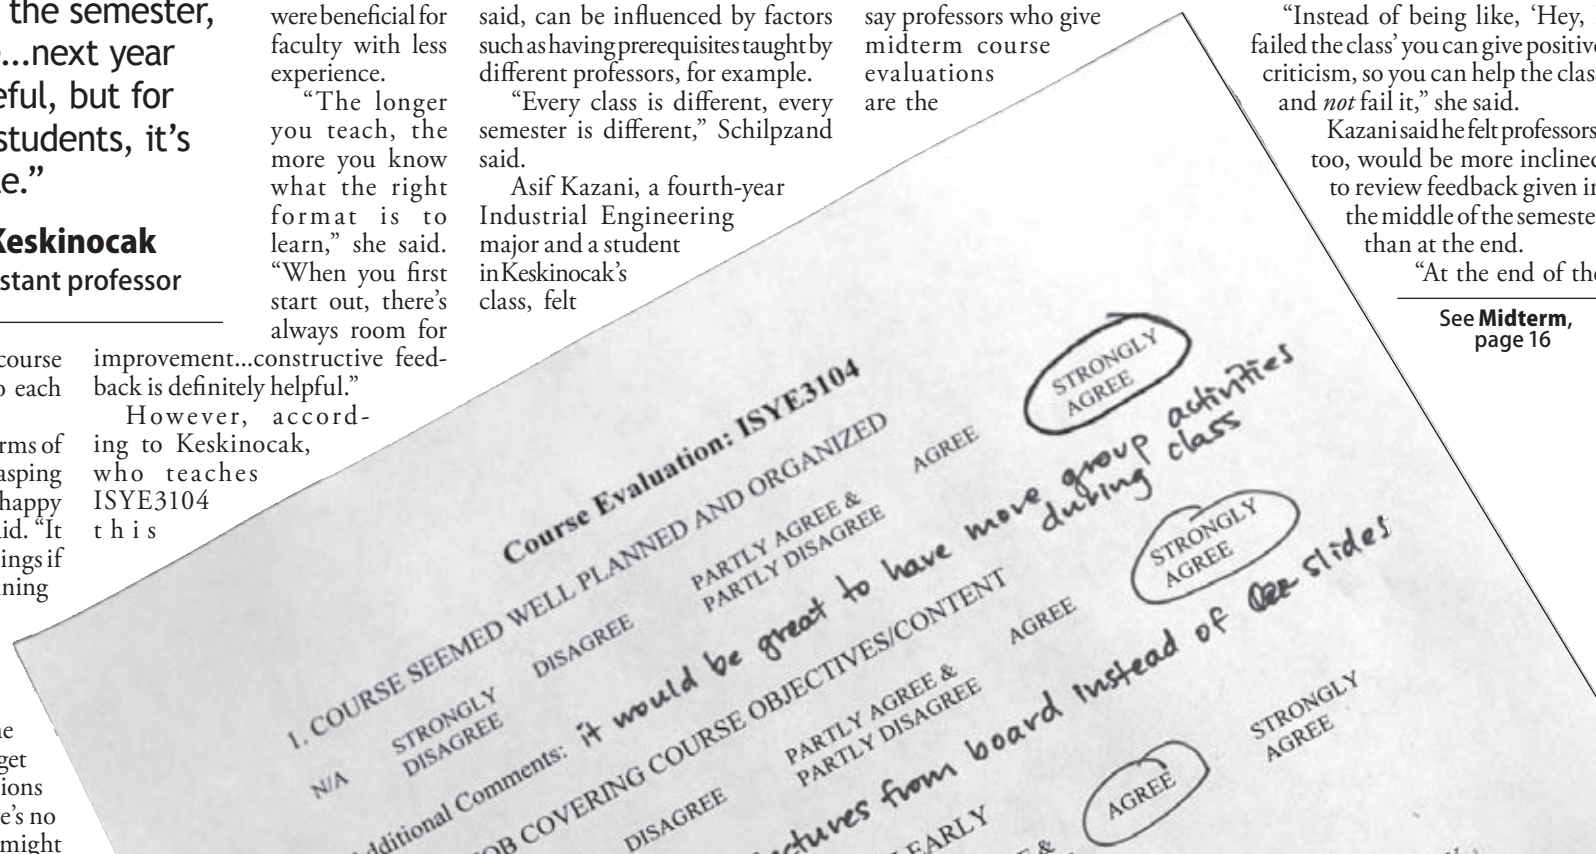 the semester,
...next year
but for
students, it's
Keskinocak
professor
course
each
of
happy
"It
if
get
no
might
were beneficial for
faculty with less
experience.
"The longer
you teach, the
more you know
what the right
format is to
learn," she said.
"When you first
start out, there's
always room for
improvement...constructive feed-
back is definitely helpful."
However, accord-
ing to Keskinocak,
who teaches
ISYE3104
this
said, can be influenced by factors
such as having prerequisites taught by
different professors, for example.
"Every class is different, every
semester is different," Schilpzand
said.
Asif Kazani, a fourth-year
Industrial Engineering
major and a student
in Keskinocak's
class, felt
say professors who give
midterm course
evaluations
are the
"Instead of being like, 'Hey,
failed the class' you can give positive
criticism, so you can help the class
and not fail it," she said.
Kazani said he felt professors,
too, would be more inclined
to review feedback given in
the middle of the semester
than at the end.
"At the end of the
See Midterm,
page 16
Course Evaluation: ISYE3104
1. COURSE SEEMED WELL PLANNED AND ORGANIZED
N/A
STRONGLY
DISAGREE
DISAGREE
PARTLY AGREE &
PARTLY DISAGREE
AGREE
STRONGLY
AGREE
Additional Comments: it would be great to have more group activities
during class
COVERING COURSE OBJECTIVES/CONTENT
DISAGREE
PARTLY AGREE &
PARTLY DISAGREE
AGREE
STRONGLY
AGREE
from board instead of slides
AGREE
STRONGLY
AGREE